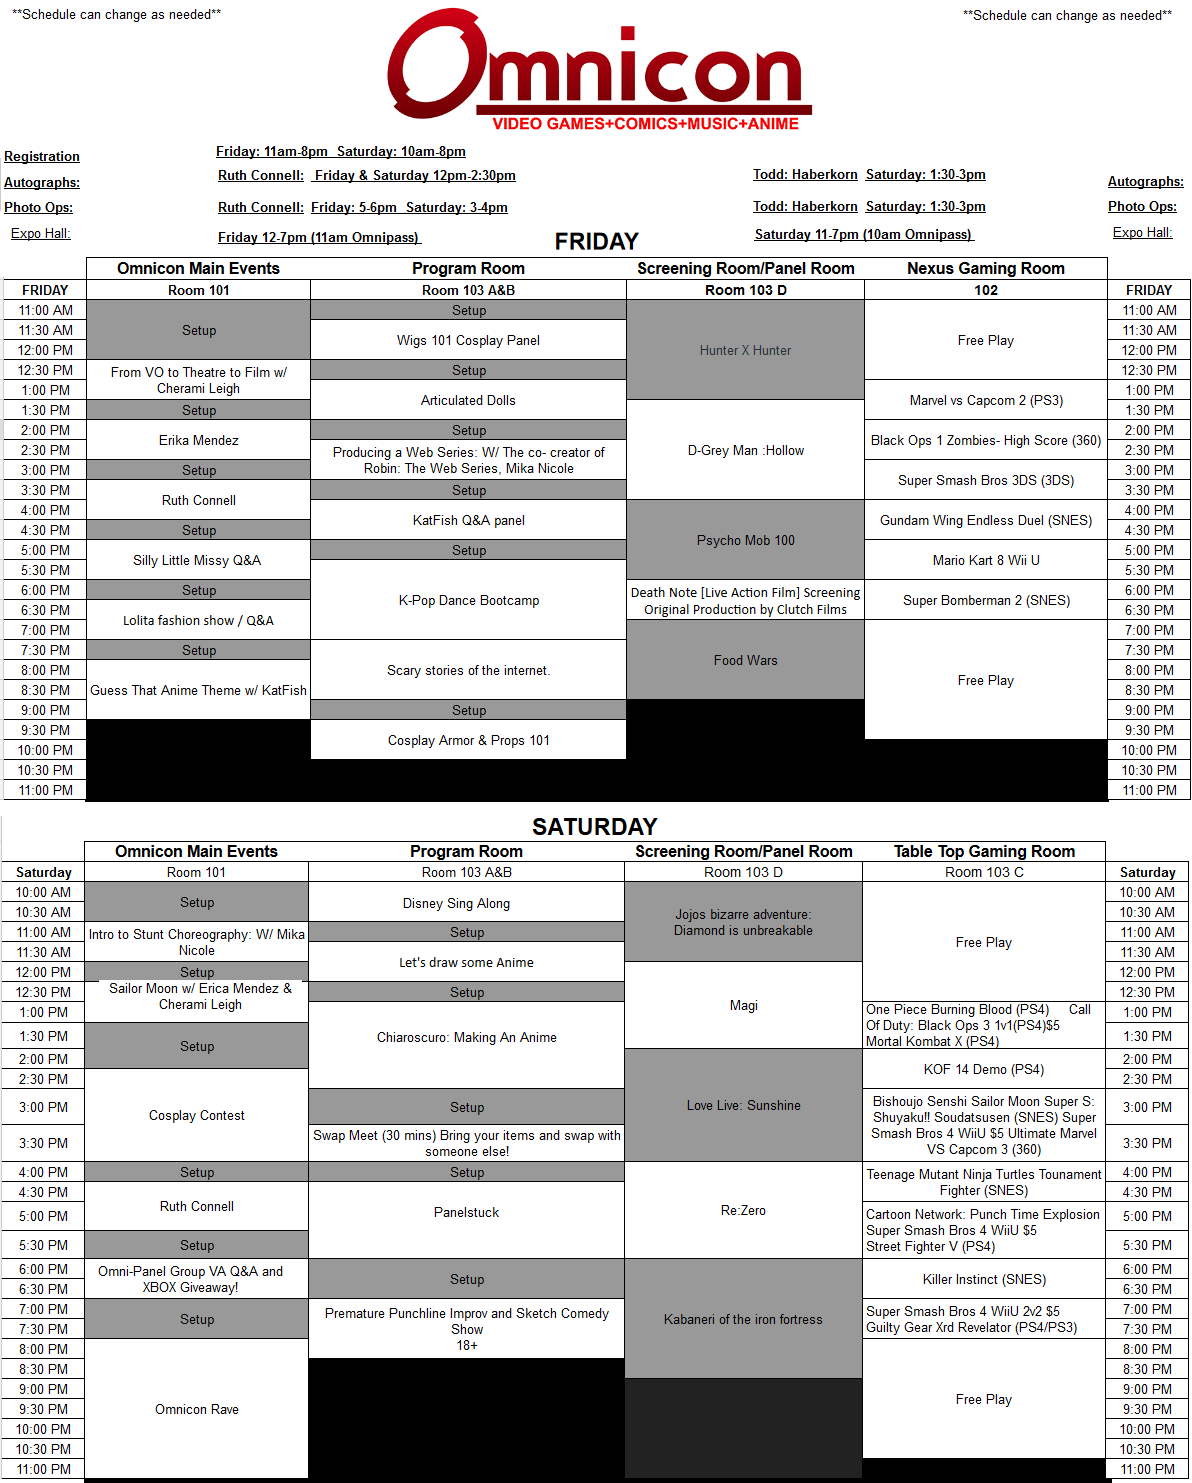 **Schedule can change as needed**
**Schedule can change as needed**
Omnicon
VIDEO GAMES+COMICS+MUSIC+ANIME
Registration
Friday: 11am-8pm Saturday: 10am-8pm
Autographs:
Ruth Connell: Friday & Saturday 12pm-2:30pm
Todd: Haberkorn Saturday: 1:30-3pm
Autographs:
Photo Ops:
Ruth Connell: Friday: 5-6pm Saturday: 3-4pm
Todd: Haberkorn Saturday: 1:30-3pm
Photo Ops:
Expo Hall:
Friday 12-7pm (11am Omnipass)
Saturday 11-7pm (10am Omnipass)
Expo Hall:
FRIDAY
Omnicon Main Events
Program Room
Screening Room/Panel Room
Nexus Gaming Room
FRIDAY
Room 101
Room 103 A&B
Room 103 D
102
FRIDAY
11:00 AM
11:30 AM
12:00 PM
12:30 PM
1:00 PM
1:30 PM
2:00 PM
2:30 PM
3:00 PM
3:30 PM
4:00 PM
4:30 PM
5:00 PM
5:30 PM
6:00 PM
6:30 PM
7:00 PM
7:30 PM
8:00 PM
8:30 PM
9:00 PM
9:30 PM
10:00 PM
10:30 PM
11:00 PM
Setup
From VO to Theatre to Film w/
Cherami Leigh
Setup
Erika Mendez
Setup
Ruth Connell
Setup
Silly Little Missy Q&A
Setup
Lolita fashion show / Q&A
Setup
Guess That Anime Theme w/ KatFish
Setup
Wigs 101 Cosplay Panel
Setup
Articulated Dolls
Setup
Producing a Web Series: W/ The co- creator of
Robin: The Web Series, Mika Nicole
Setup
KatFish Q&A panel
Setup
K-Pop Dance Bootcamp
Scary stories of the internet.
Setup
Cosplay Armor & Props 101
Hunter X Hunter
D-Grey Man :Hollow
Psycho Mob 100
Death Note [Live Action Film] Screening
Original Production by Clutch Films
Food Wars
Free Play
Marvel vs Capcom 2 (PS3)
Black Ops 1 Zombies- High Score (360)
Super Smash Bros 3DS (3DS)
Gundam Wing Endless Duel (SNES)
Mario Kart 8 Wii U
Super Bomberman 2 (SNES)
Free Play
11:00 AM
11:30 AM
12:00 PM
12:30 PM
1:00 PM
1:30 PM
2:00 PM
2:30 PM
3:00 PM
3:30 PM
4:00 PM
4:30 PM
5:00 PM
5:30 PM
6:00 PM
6:30 PM
7:00 PM
7:30 PM
8:00 PM
8:30 PM
9:00 PM
9:30 PM
10:00 PM
10:30 PM
11:00 PM
SATURDAY
Omnicon Main Events
Program Room
Screening Room/Panel Room
Table Top Gaming Room
Saturday
Room 101
Room 103 A&B
Room 103 D
Room 103 C
Saturday
10:00 AM
10:30 AM
11:00 AM
11:30 AM
12:00 PM
12:30 PM
1:00 PM
1:30 PM
2:00 PM
2:30 PM
3:00 PM
3:30 PM
4:00 PM
4:30 PM
5:00 PM
5:30 PM
6:00 PM
6:30 PM
7:00 PM
7:30 PM
8:00 PM
8:30 PM
9:00 PM
9:30 PM
10:00 PM
10:30 PM
11:00 PM
Setup
Intro to Stunt Choreography: W/ Mika
Nicole
Setup
Sailor Moon w/ Erica Mendez &
Cherami Leigh
Setup
Cosplay Contest
Setup
Ruth Connell
Setup
Omni-Panel Group VA Q&A and
XBOX Giveaway!
Setup
Omnicon Rave
Disney Sing Along
Setup
Let's draw some Anime
Setup
Chiaroscuro: Making An Anime
Setup
Swap Meet (30 mins) Bring your items and swap with
someone else!
Setup
Panelstuck
Setup
Premature Punchline Improv and Sketch Comedy
Show
18+
Jojos bizarre adventure:
Diamond is unbreakable
Magi
Love Live: Sunshine
Re:Zero
Kabaneri of the iron fortress
Free Play
One Piece Burning Blood (PS4) Call
Of Duty: Black Ops 3 1v1(PS4)$5
Mortal Kombat X (PS4)
KOF 14 Demo (PS4)
Bishoujo Senshi Sailor Moon Super S:
Shuyaku!! Soudatsusen (SNES) Super
Smash Bros 4 WiiU $5 Ultimate Marvel
VS Capcom 3 (360)
Teenage Mutant Ninja Turtles Tounament
Fighter (SNES)
Cartoon Network: Punch Time Explosion
Super Smash Bros 4 WiiU $5
Street Fighter V (PS4)
Killer Instinct (SNES)
Super Smash Bros 4 WiiU 2v2 $5
Guilty Gear Xrd Revelator (PS4/PS3)
Free Play
10:00 AM
10:30 AM
11:00 AM
11:30 AM
12:00 PM
12:30 PM
1:00 PM
1:30 PM
2:00 PM
2:30 PM
3:00 PM
3:30 PM
4:00 PM
4:30 PM
5:00 PM
5:30 PM
6:00 PM
6:30 PM
7:00 PM
7:30 PM
8:00 PM
8:30 PM
9:00 PM
9:30 PM
10:00 PM
10:30 PM
11:00 PM